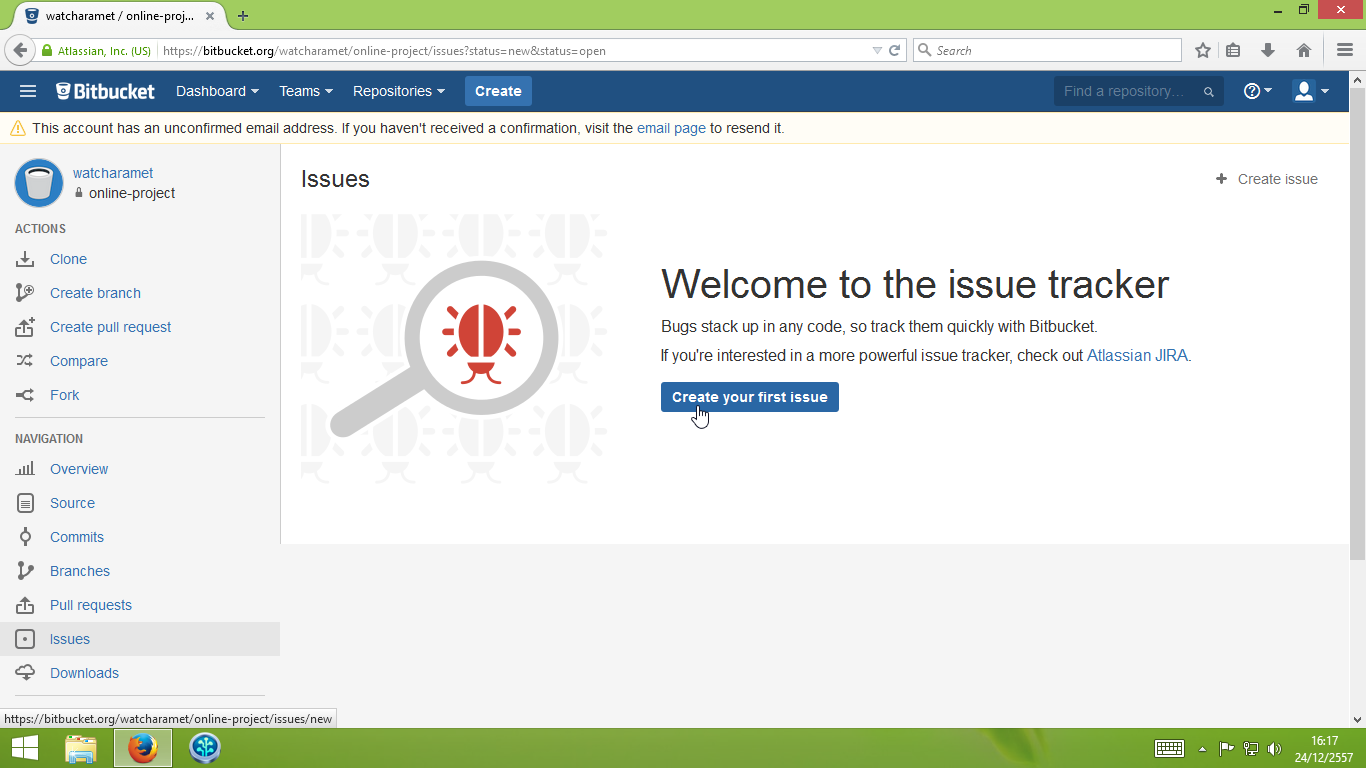 watcharamet / online-proj...
Atlassian, Inc. (US)
https://bitbucket.org/watcharamet/online-project/issues?status=new&status=open
Search
Bitbucket
Dashboard
Teams
Repositories
Create
Find a repository...
This account has an unconfirmed email address. If you haven't received a confirmation, visit the email page to resend it.
watcharamet
online-project
ACTIONS
Clone
Create branch
Create pull request
Compare
Fork
NAVIGATION
Overview
Source
Commits
Branches
Pull requests
Issues
Downloads
Issues
Create issue
Welcome to the issue tracker
Bugs stack up in any code, so track them quickly with Bitbucket.
If you're interested in a more powerful issue tracker, check out Atlassian JIRA.
Create your first issue
https://bitbucket.org/watcharamet/online-project/issues/new
16:17
24/12/2557